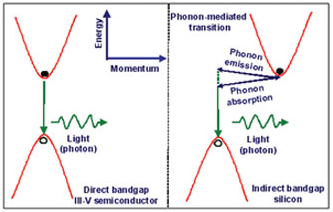 Energy
Momentum
Light
(photon)
Direct bandgap
III-V semiconductor
Phonon-mediated
transition
Phonon
emission
Phonon
absorption
Light
(photon)
Indirect bandgap
silicon